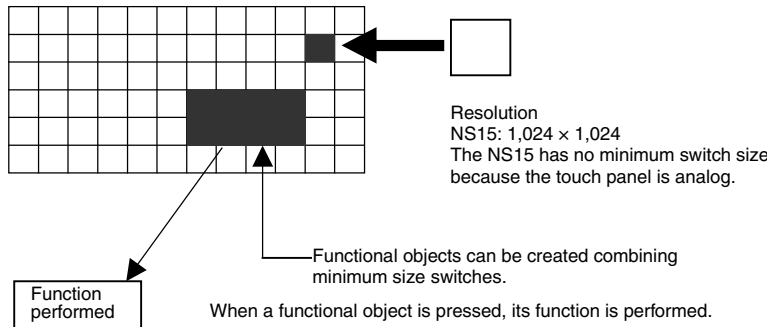 Resolution
NS15: 1,024 × 1,024
The NS15 has no minimum switch size
because the touch panel is analog.
Functional objects can be created combining
minimum size switches.
Function
performed
When a functional object is pressed, its function is performed.